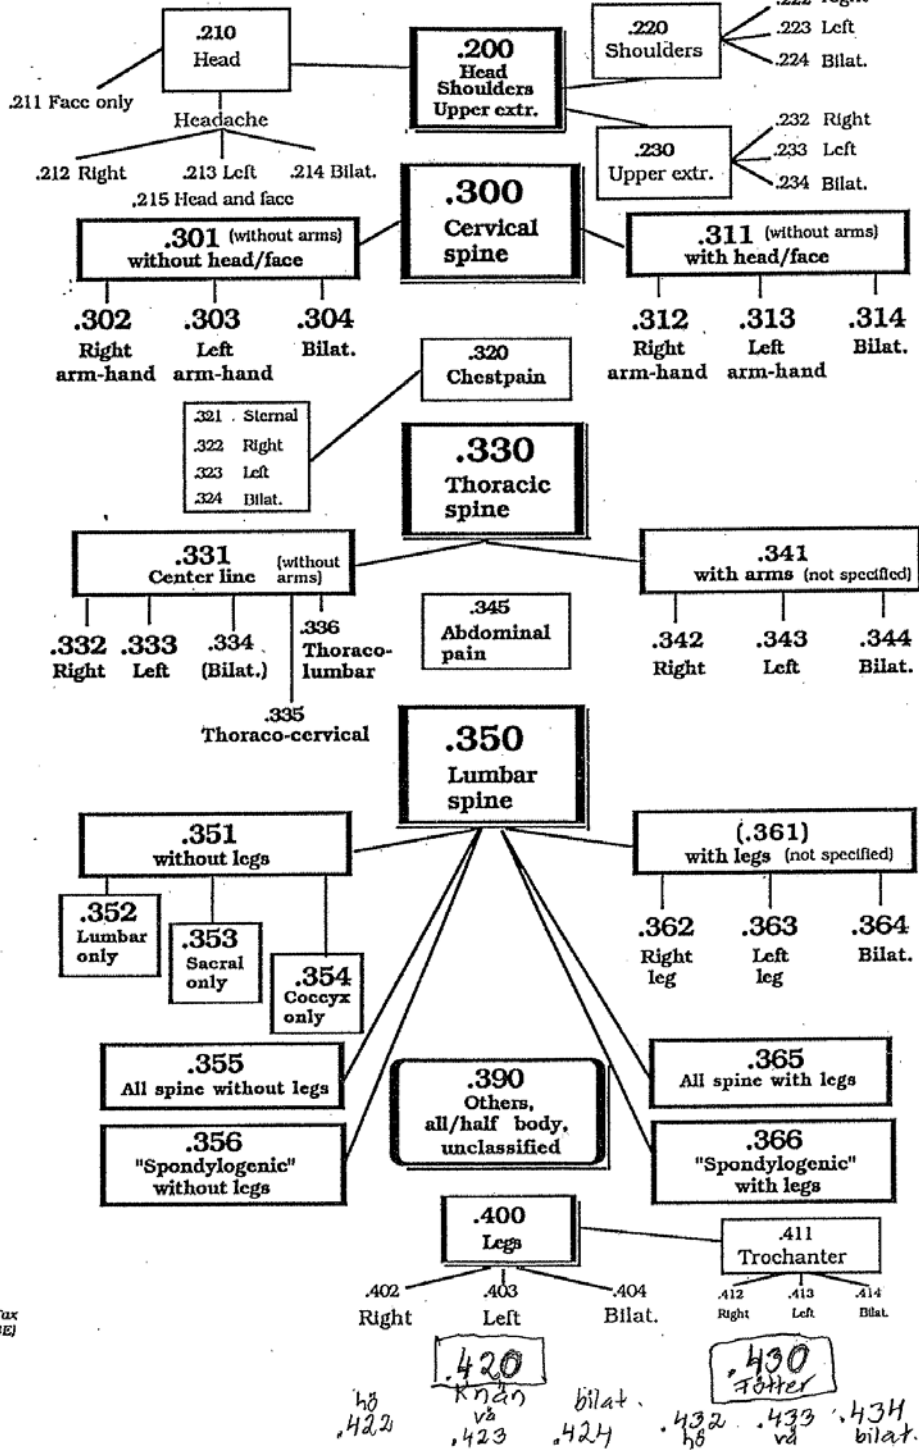 .210
Head
.211 Face only
Headache
.212 Right
.213 Left
.214 Bilat.
.215 Head and face
.200
Head
Shoulders
Upper extr.
.220
Shoulders
.223 Left
.224 Bilat.
.230
Upper extr.
.232 Right
.233 Left
.234 Bilat.
.300
Cervical
spine
.301 (without arms)
without head/face
.302
Right
arm-hand
.303
Left
arm-hand
.304
Bilat.
.311 (without arms)
with head/face
.312
Right
arm-hand
.313
Left
arm-hand
.314
Bilat.
.320
Chestpain
.321 Sternal
.322 Right
.323 Left
.324 Bilat.
.330
Thoracic
spine
.331 (without
Center line arms)
.332
Right
.333
Left
.334
(Bilat.)
.336
Thoraco-
lumbar
.335
Thoraco-cervical
.341
with arms (not specified)
.342
Right
.343
Left
.344
Bilat.
.345
Abdominal
pain
.350
Lumbar
spine
.351
without legs
.352
Lumbar
only
.353
Sacral
only
.354
Coccyx
only
(.361)
with legs (not specified)
.362
Right
leg
.363
Left
leg
.364
Bilat.
.355
All spine without legs
.356
"Spondylogenic"
without legs
.390
Others,
all/half body,
unclassified
.365
All spine with legs
.366
"Spondylogenic"
with legs
.400
Legs
.402
Right
.403
Left
.404
Bilat.
.411
Trochanter
.412
Right
.413
Left
.414
Bilat.
.420
Knän
hö
.422
vä
.423
bilat.
.424
.430
Fötter
.432
hö
.433
vä
.434
bilat.